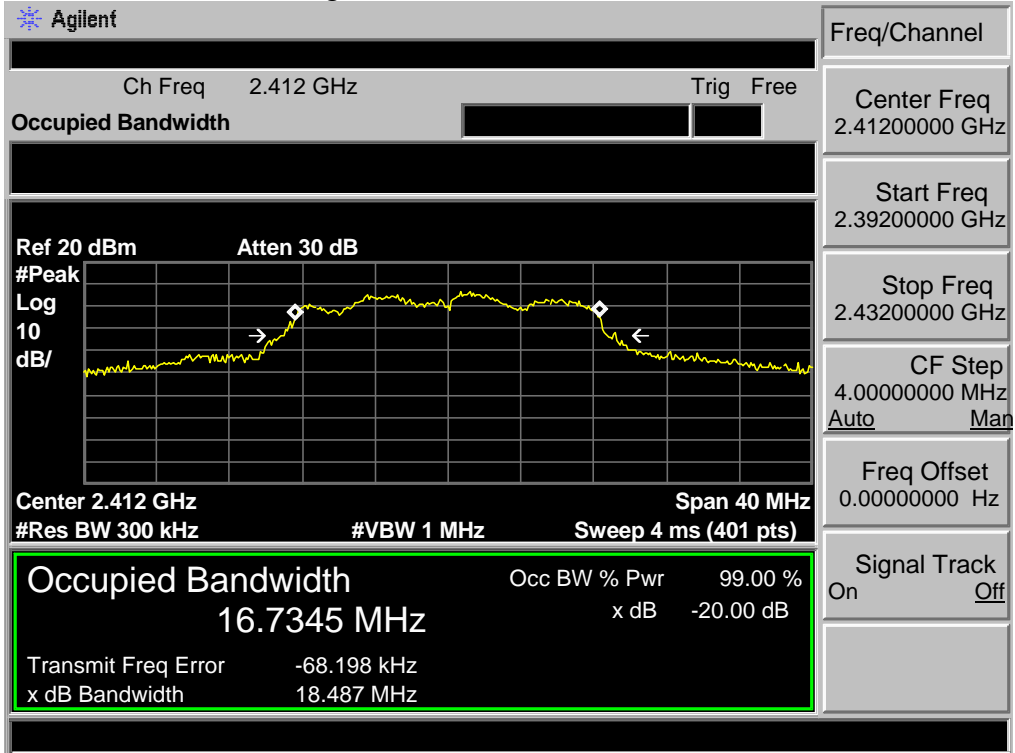 Agilent
Freq/Channel
Ch Freq 2.412 GHz Trig Free
Occupied Bandwidth
Center Freq
2.41200000 GHz
Start Freq
2.39200000 GHz
Ref 20 dBm Atten 30 dB
#Peak
Log
10
dB/
Stop Freq
2.43200000 GHz
CF Step
4.00000000 MHz
Auto Man
Freq Offset
0.00000000 Hz
Center 2.412 GHz Span 40 MHz
#Res BW 300 kHz #VBW 1 MHz Sweep 4 ms (401 pts)
Signal Track
On Off
Occupied Bandwidth Occ BW % Pwr 99.00 %
16.7345 MHz x dB -20.00 dB
Transmit Freq Error -68.198 kHz
x dB Bandwidth 18.487 MHz